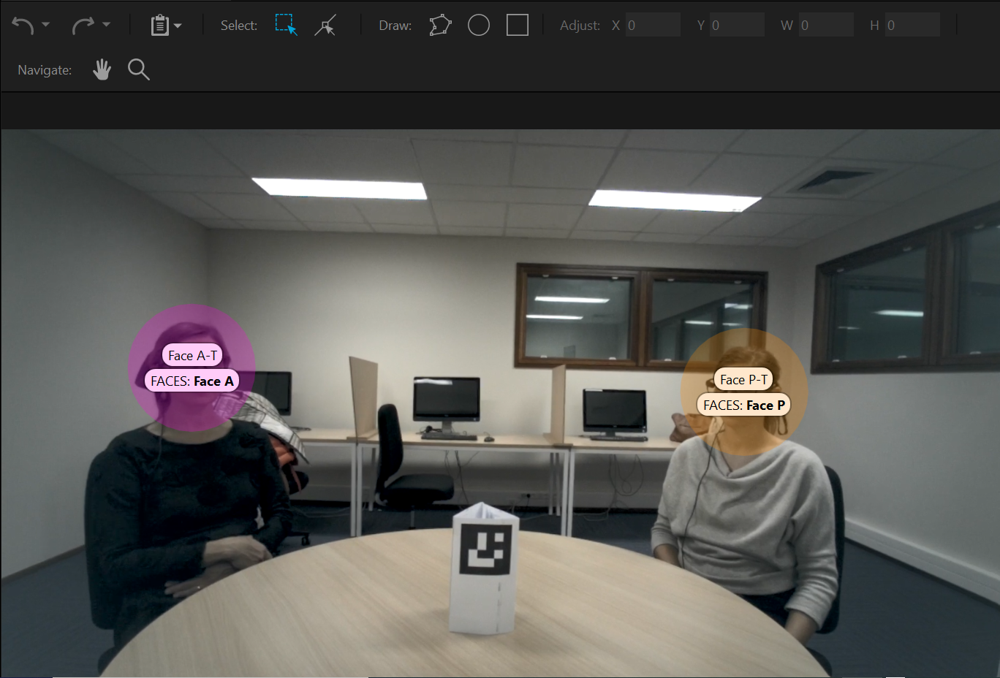 Select: Draw: Adjust: X 0 Y 0 W 0 H 0
Navigate:
Face A-T
FACES: Face A
Face P-T
FACES: Face P